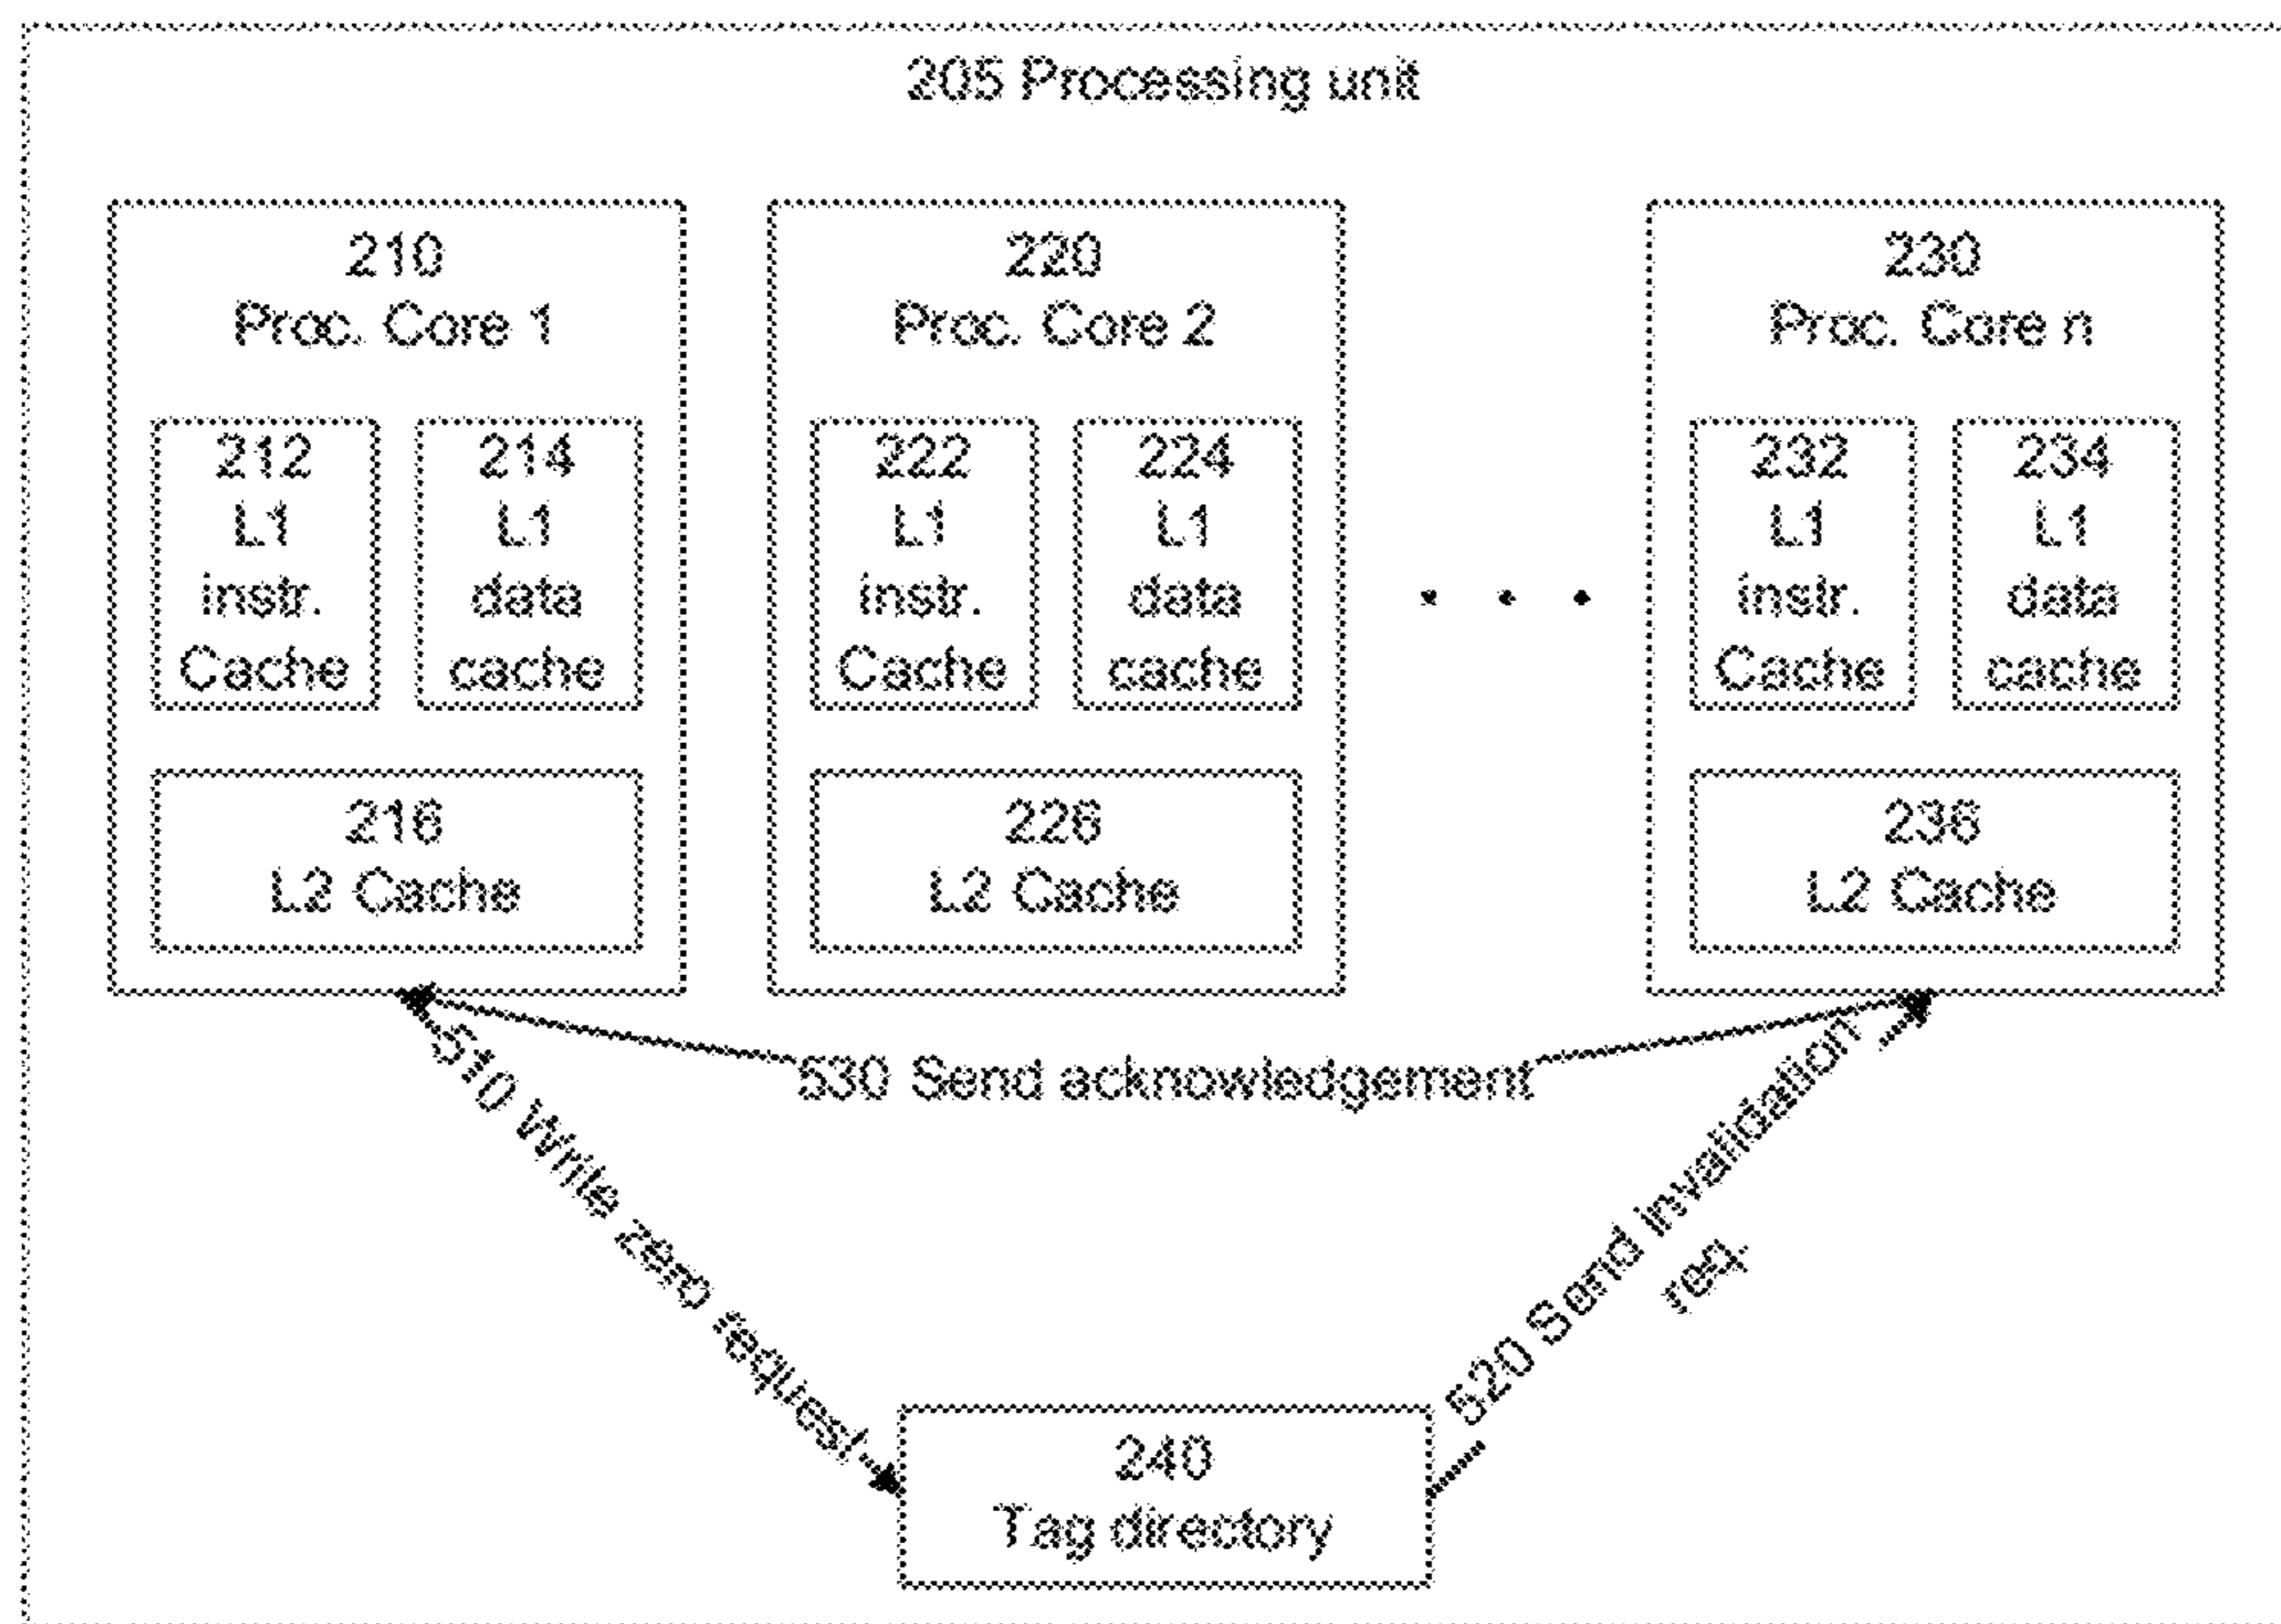 205 Processing unit
210
Proc. Core 1
212
L1
instr.
Cache
214
L1
data
cache
216
L2 Cache
220
Proc. Core 2
222
L1
instr.
Cache
224
L1
data
cache
226
L2 Cache
. . .
230
Proc. Core n
232
L1
instr.
Cache
234
L1
data
cache
236
L2 Cache
530 Send acknowledgement
510 Write zero request
520 Send invalidation
req.
240
Tag directory